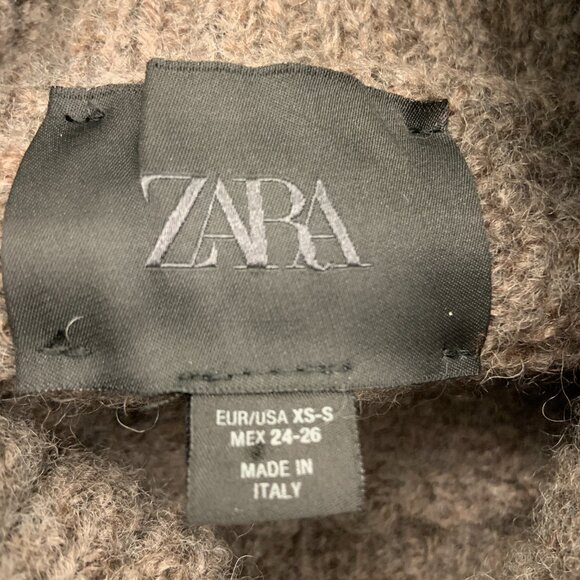 ZARA
EUR/USA XS-S
MEX 24-26
MADE IN
ITALY